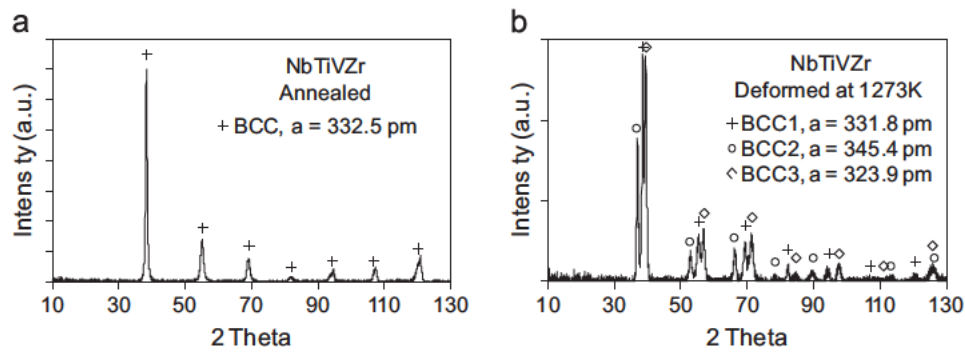 a
Intens ty (a.u.)
NbTiVZr
Annealed
+ BCC, a = 332.5 pm
10 30 50 70 90 110 130
2 Theta
b
Intens ty (a.u.)
NbTiVZr
Deformed at 1273K
+ BCC1, a = 331.8 pm
○ BCC2, a = 345.4 pm
◇ BCC3, a = 323.9 pm
10 30 50 70 90 110 130
2 Theta